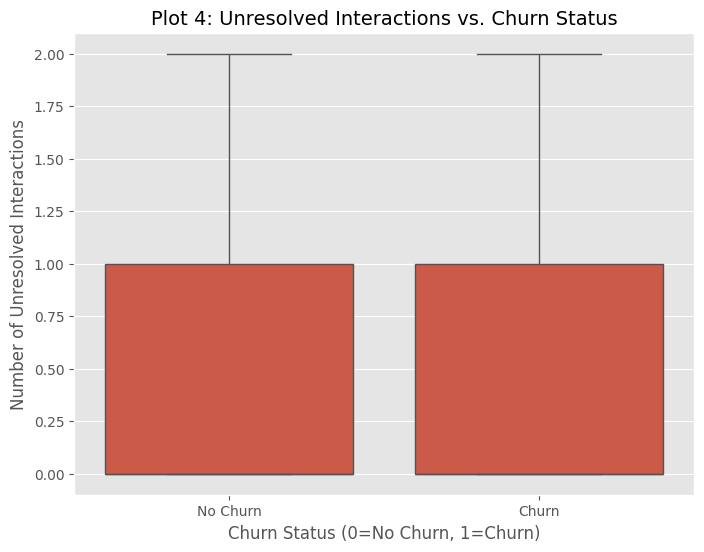 Plot 4: Unresolved Interactions vs. Churn Status
Number of Unresolved Interactions
2.00
1.75
1.50
1.25
1.00
0.75
0.50
0.25
0.00
No Churn
Churn
Churn Status (0=No Churn, 1=Churn)